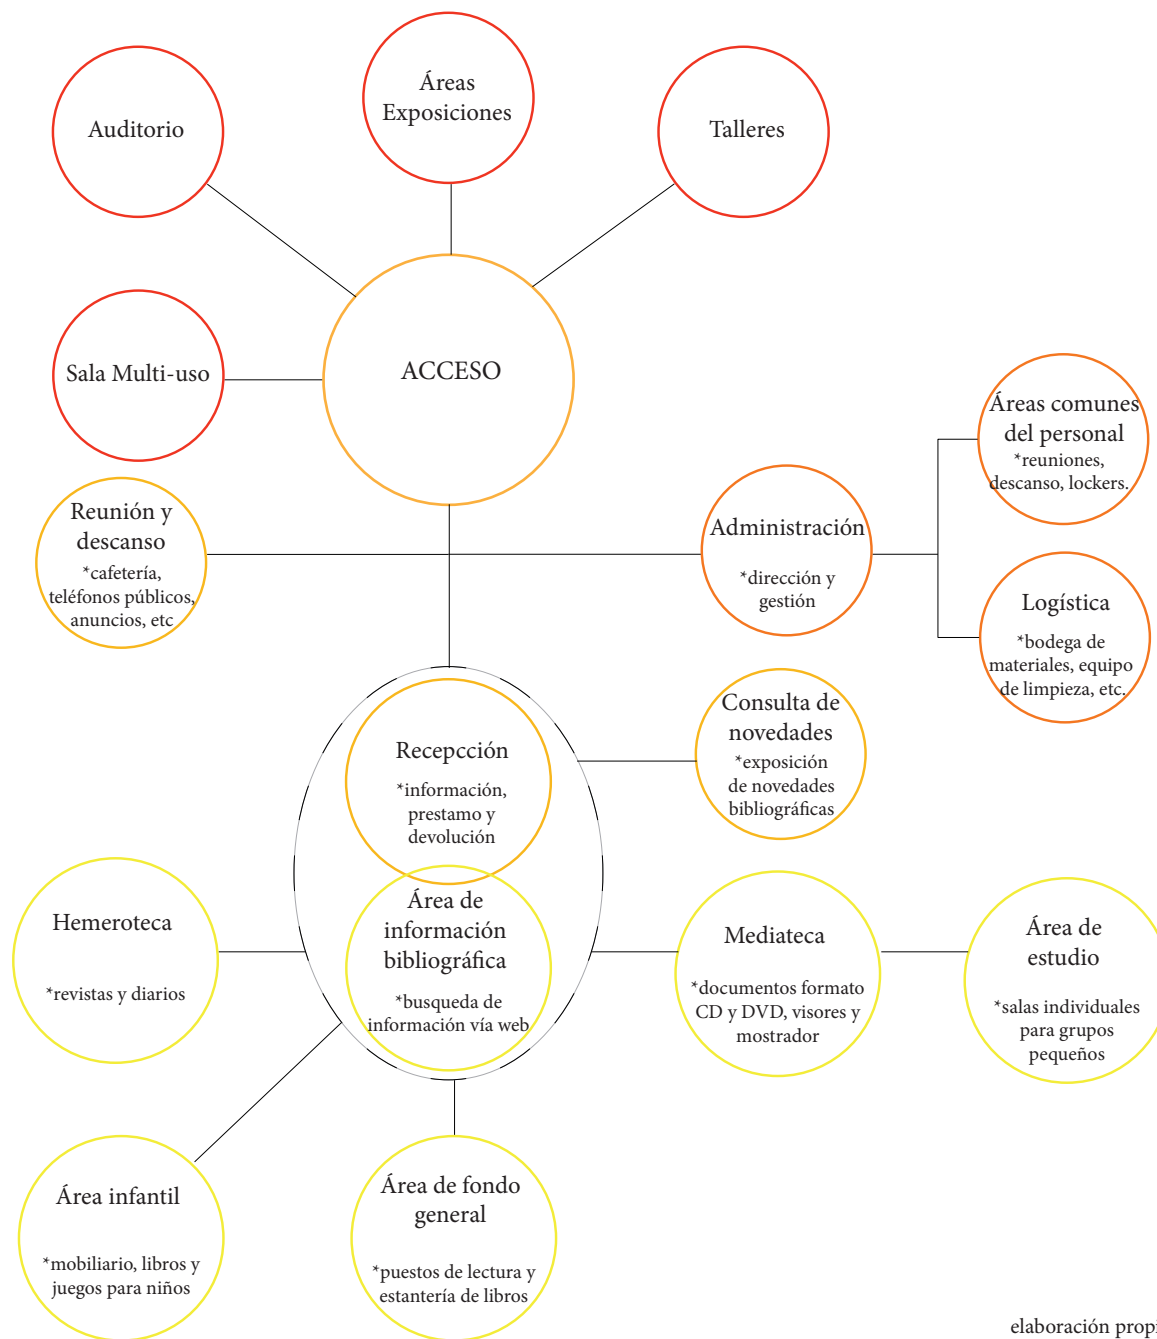 Áreas
Exposiciones
Auditorio
Talleres
Sala Multi-uso
ACCESO
Áreas comunes
del personal
*reuniones,
descanso, lockers.
Reunión y
descanso
*cafetería,
teléfonos públicos,
anuncios, etc
Administración
*dirección y
gestión
Logística
*bodega de
materiales, equipo
de limpieza, etc.
Recepcción
*información,
prestamo y
devolución
Consulta de
novedades
*exposición
de novedades
bibliográficas
Hemeroteca
*revistas y diarios
Área de
información
bibliográfica
*busqueda de
información vía web
Mediateca
*documentos formato
CD y DVD, visores y
mostrador
Área de
estudio
*salas individuales
para grupos
pequeños
Área infantil
*mobiliario, libros y
juegos para niños
Área de fondo
general
*puestos de lectura y
estantería de libros
elaboración propi